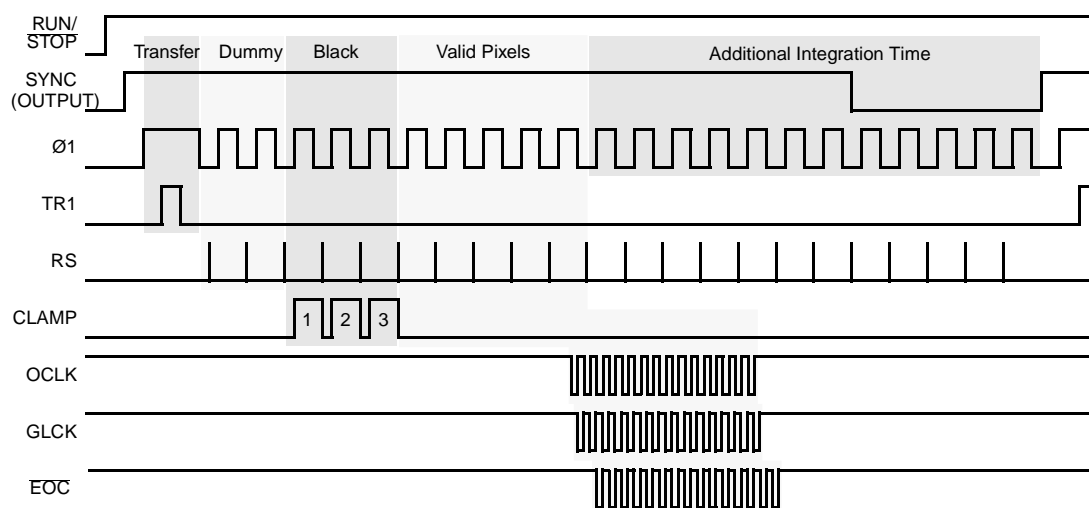 RUN/
STOP
Transfer Dummy Black Valid Pixels Additional Integration Time
SYNC
(OUTPUT)
Ø1
TR1
RS
CLAMP 1 2 3
OCLK
GLCK
EOC